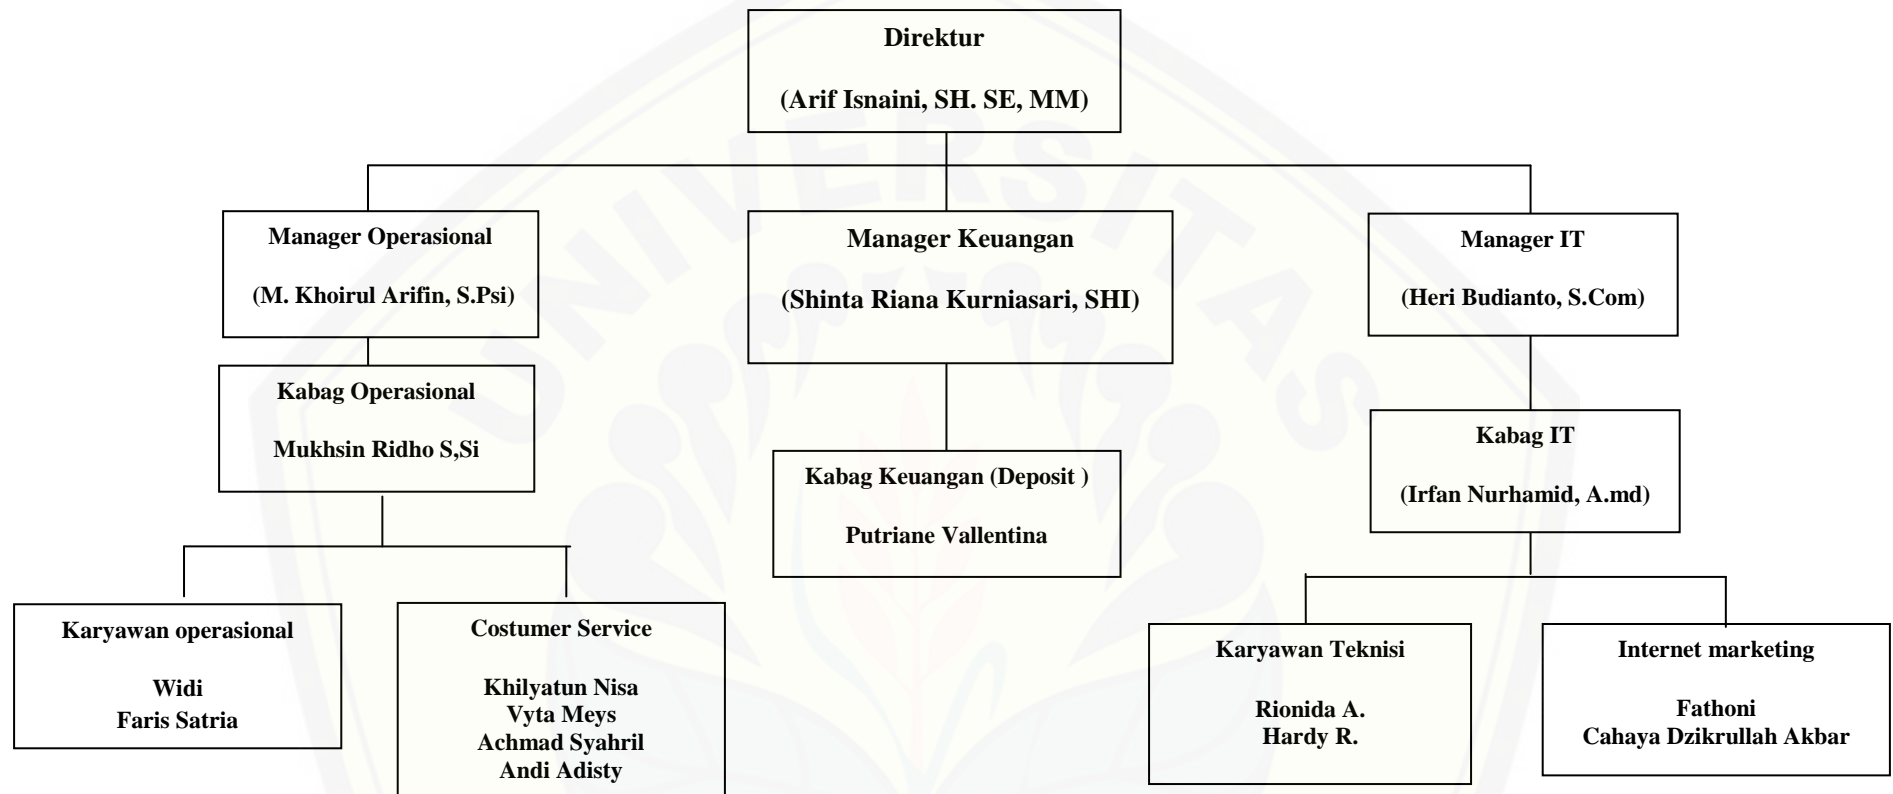 UNIVERSITAS
Direktur
(Arif Isnaini, SH. SE, MM)
Manager Operasional
(M. Khoirul Arifin, S.Psi)
Manager Keuangan
(Shinta Riana Kurniasari, SHI)
Manager IT
(Heri Budianto, S.Com)
Kabag Operasional
Mukhsin Ridho S,Si
Kabag Keuangan (Deposit )
Putriane Vallentina
Kabag IT
(Irfan Nurhamid, A.md)
Karyawan operasional
Widi
Faris Satria
Costumer Service
Khilyatun Nisa
Vyta Meys
Achmad Syahril
Andi Adisty
Karyawan Teknisi
Rionida A.
Hardy R.
Internet marketing
Fathoni
Cahaya Dzikrullah Akbar